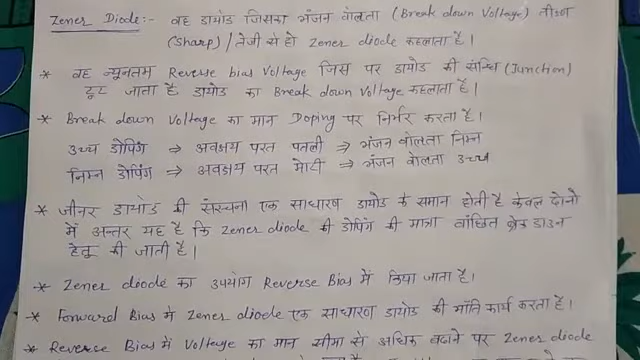 Zener Diode:- वह डायोड जिसका भंजन वोल्टता (Break down Voltage) तीक्ष्ण
(Sharp) / तेजी से हो Zener diode कहलाता है।
* वह न्यूनतम Reverse bias Voltage जिस पर डायोड की सन्धि (Junction)
टूट जाता है डायोड का Break down Voltage कहलाता है।
* Break down Voltage का मान Doping पर निर्भर करता है।
उच्च डोपिंग ⇒ अवक्षय परत पतली ⇒ भंजन वोल्टता निम्न
निम्न डोपिंग ⇒ अवक्षय परत मोटी ⇒ भंजन वोल्टता उच्च
* जीनर डायोड की संरचना एक साधारण डायोड के समान होती है केवल दोनो
में अन्तर यह है कि Zener diode की डोपिंग की मात्रा वांछित ब्रेक डाउन
हेतू की जाती है।
* Zener diode का उपयोग Reverse Bias में किया जाता है।
* Forward Bias में Zener diode एक साधारण डायोड की भाँति कार्य करता है।
* Reverse Bias में Voltage का मान सीमा से अधिक बढाने पर Zener diode